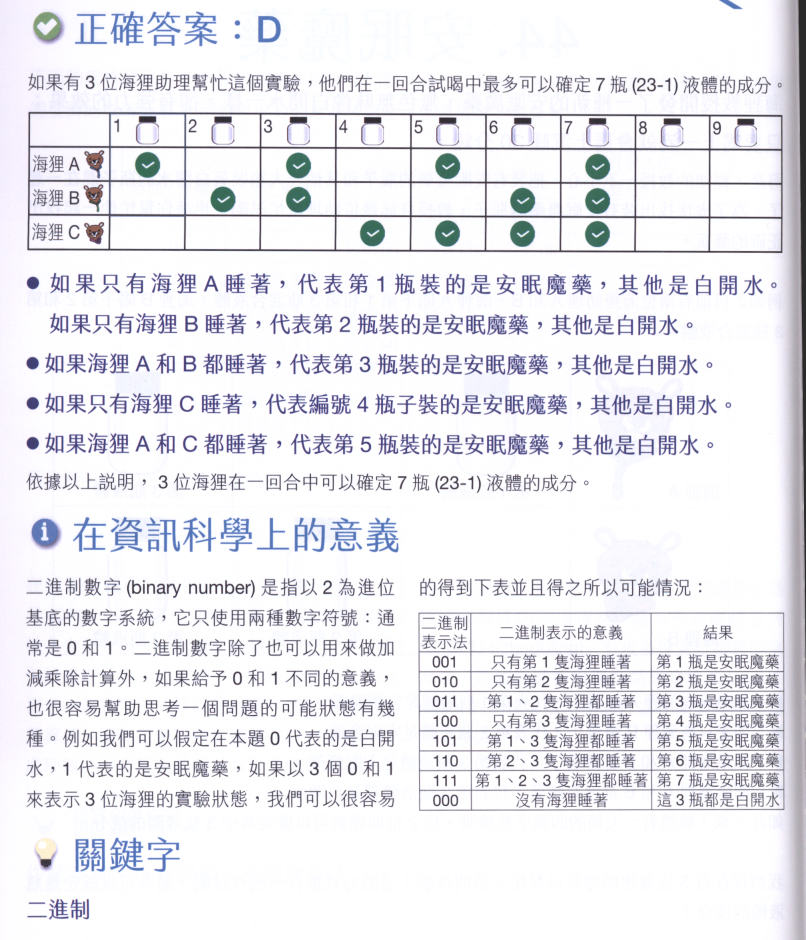 正確答案：D
如果有 3 位海狸助理幫忙這個實驗，他們在一回合試喝中最多可以確定 7 瓶 (23-1) 液體的成分。
1 2 3 4 5 6 7 8 9
海狸 A
海狸 B
海狸 C
● 如果只有海狸 A 睡著，代表第 1 瓶裝的是安眠魔藥，其他是白開水。
如果只有海狸 B 睡著，代表第 2 瓶裝的是安眠魔藥，其他是白開水。
● 如果海狸 A 和 B 都睡著，代表第 3 瓶裝的是安眠魔藥，其他是白開水。
● 如果只有海狸 C 睡著，代表編號 4 瓶子裝的是安眠魔藥，其他是白開水。
● 如果海狸 A 和 C 都睡著，代表第 5 瓶裝的是安眠魔藥，其他是白開水。
依據以上說明， 3 位海狸在一回合中可以確定 7 瓶 (23-1) 液體的成分。
在資訊科學上的意義
二進制數字 (binary number) 是指以 2 為進位
基底的數字系統，它只使用兩種數字符號：通
常是 0 和 1。二進制數字除了也可以用來做加
減乘除計算外，如果給予 0 和 1 不同的意義，
也很容易幫助思考一個問題的可能狀態有幾
種。例如我們可以假定在本題 0 代表的是白開
水，1 代表的是安眠魔藥，如果以 3 個 0 和 1
來表示 3 位海狸的實驗狀態，我們可以很容易
的得到下表並且得之所以可能情況：
二進制表示法 二進制表示的意義 結果
001 只有第 1 隻海狸睡著 第 1 瓶是安眠魔藥
010 只有第 2 隻海狸睡著 第 2 瓶是安眠魔藥
011 第 1、2 隻海狸都睡著 第 3 瓶是安眠魔藥
100 只有第 3 隻海狸睡著 第 4 瓶是安眠魔藥
101 第 1、3 隻海狸都睡著 第 5 瓶是安眠魔藥
110 第 2、3 隻海狸都睡著 第 6 瓶是安眠魔藥
111 第 1、2、3 隻海狸都睡著 第 7 瓶是安眠魔藥
000 沒有海狸睡著 這 3 瓶都是白開水
關鍵字
二進制